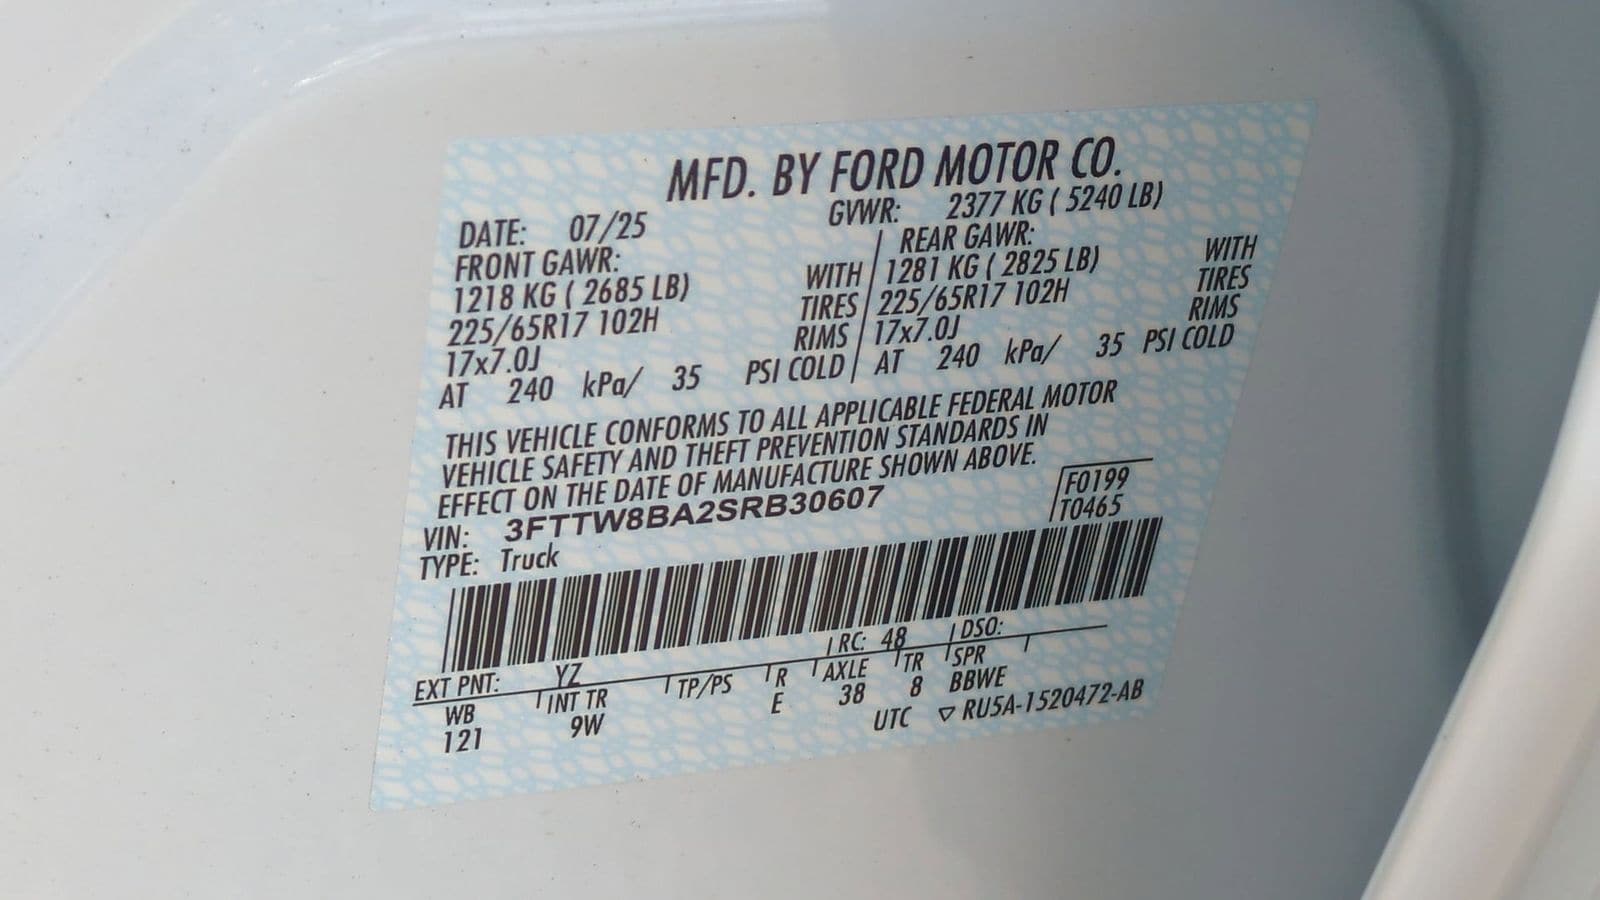 MFD. BY FORD MOTOR CO.
DATE: 07/25 GVWR: 2377 KG ( 5240 LB)
FRONT GAWR: REAR GAWR:
1218 KG ( 2685 LB) WITH 1281 KG ( 2825 LB) WITH
225/65R17 102H TIRES 225/65R17 102H TIRES
17x7.0J RIMS 17x7.0J RIMS
AT 240 kPa/ 35 PSI COLD AT 240 kPa/ 35 PSI COLD
THIS VEHICLE CONFORMS TO ALL APPLICABLE FEDERAL MOTOR
VEHICLE SAFETY AND THEFT PREVENTION STANDARDS IN
EFFECT ON THE DATE OF MANUFACTURE SHOWN ABOVE.
VIN: 3FTTW8BA2SRB30607 F0199
TYPE: Truck T0465
EXT PNT: YZ RC: 48 DSO:
WB INT TR TP/PS R AXLE TR SPR
121 9W E 38 8 BBWE
UTC ▽ RU5A-1520472-AB